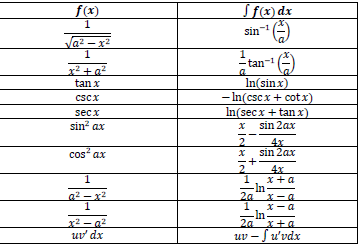 f(x) ∫ f(x) dx
1/√(a² − x²) sin⁻¹(x/a)
1/(x² + a²) 1/a tan⁻¹(x/a)
tan x ln(sin x)
csc x − ln(csc x + cot x)
sec x ln(sec x + tan x)
sin² ax x/2 − sin 2ax/4x
cos² ax x/2 + sin 2ax/4x
1/(a² − x²) 1/2a ln (x + a)/(x − a)
1/(x² − a²) 1/2a ln (x − a)/(x + a)
uv′ dx uv − ∫ u′vdx